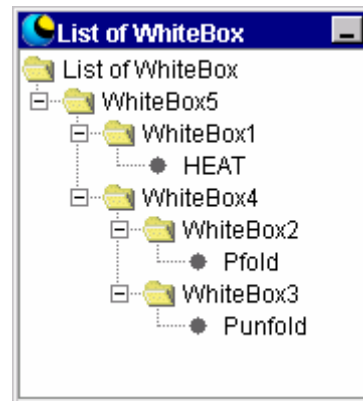 List of WhiteBox
List of WhiteBox
WhiteBox5
WhiteBox1
HEAT
WhiteBox4
WhiteBox2
Pfold
WhiteBox3
Punfold